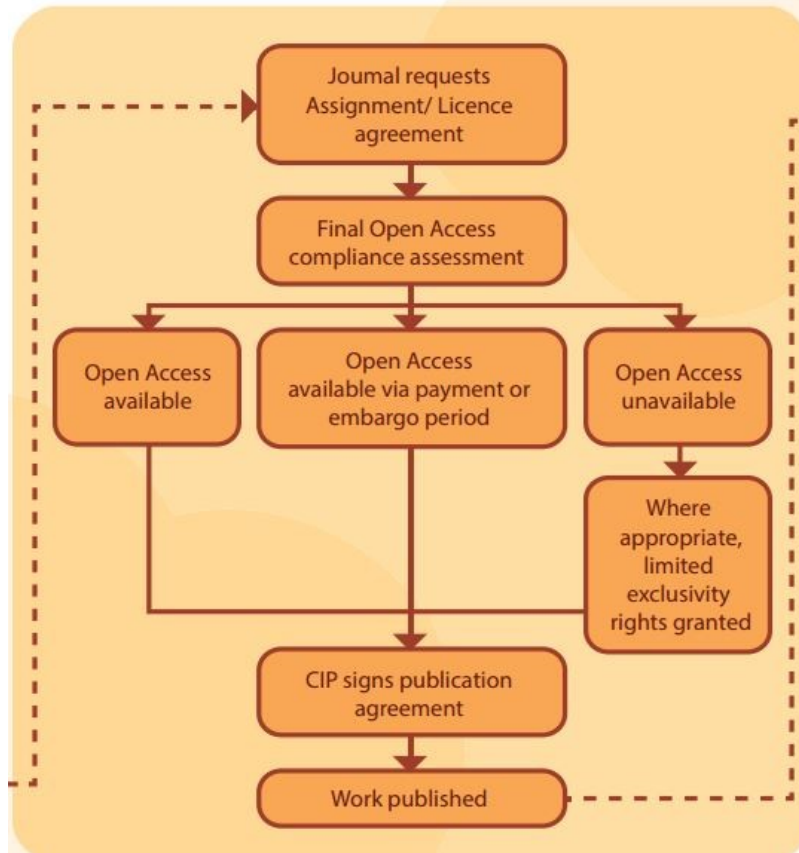 Joumal requests
Assignment/ Licence
agreement
Final Open Access
compliance assessment
Open Access
available
Open Access
available via payment or
embargo period
Open Access
unavailable
Where
appropriate,
limited
exclusivity
rights granted
CIP signs publication
agreement
Work published